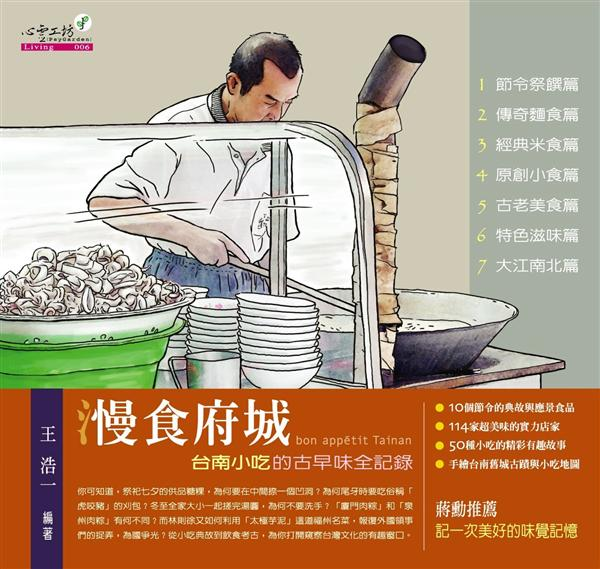 心靈工坊
[PsyGarden]
Living 006
1 節令祭饌篇
2 傳奇麵食篇
3 經典米食篇
4 原創小食篇
5 古老美食篇
6 特色滋味篇
7 大江南北篇
慢食府城
bon appétit Tainan
台南小吃的古早味全記錄
王浩一 編著
你可知道，祭祀七夕的供品糖粿，為何要在中間捺一個凹洞？為何尾牙時要吃俗稱「
虎咬豬」的刈包？冬至全家大小一起搓完湯圓，為何不要洗手？「廈門肉粽」和「泉
州肉粽」有何不同？而林則徐又如何利用「太極芋泥」這道福州名菜，報復外國領事
們的捉弄，為國爭光？從小吃典故到飲食考古，為你打開窺察台灣文化的有趣窗口。
10個節令的典故與應景食品
114家超美味的實力店家
50種小吃的精彩有趣故事
手繪台南舊城古蹟與小吃地圖
蔣勳推薦
記一次美好的味覺記憶